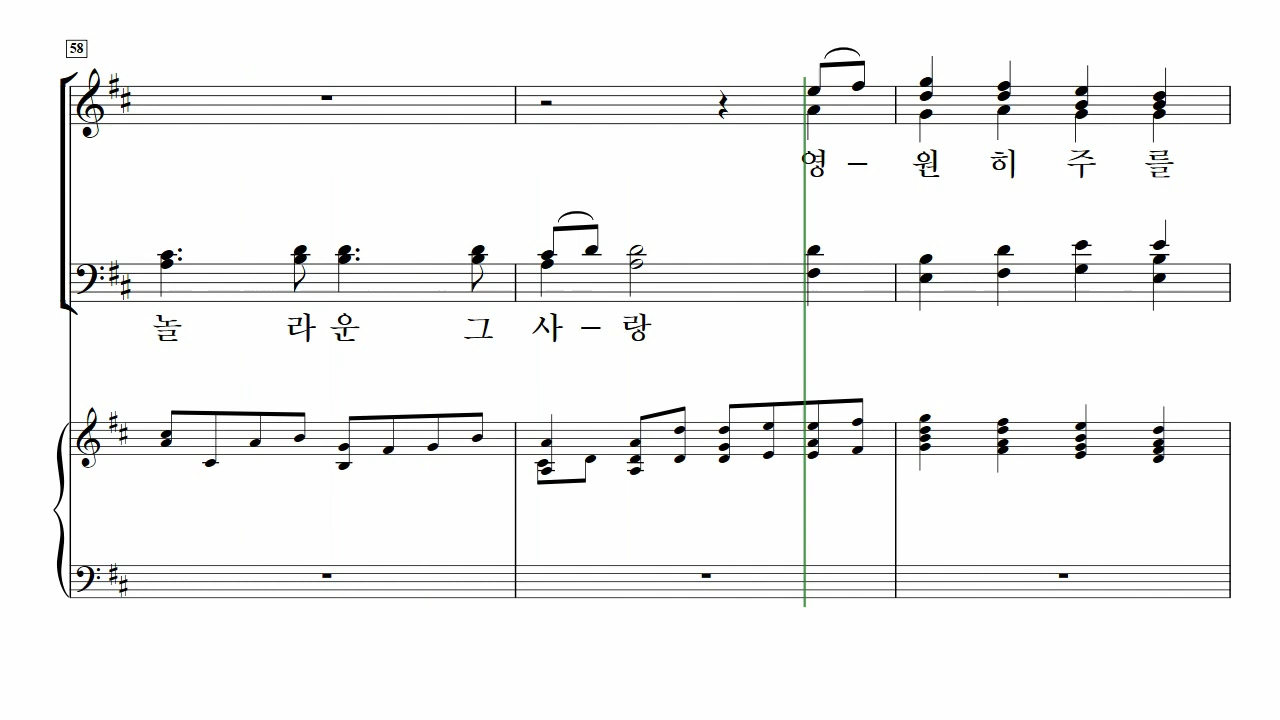 58
영 – 원 히 주 를
놀 라 운 그 사 – 랑